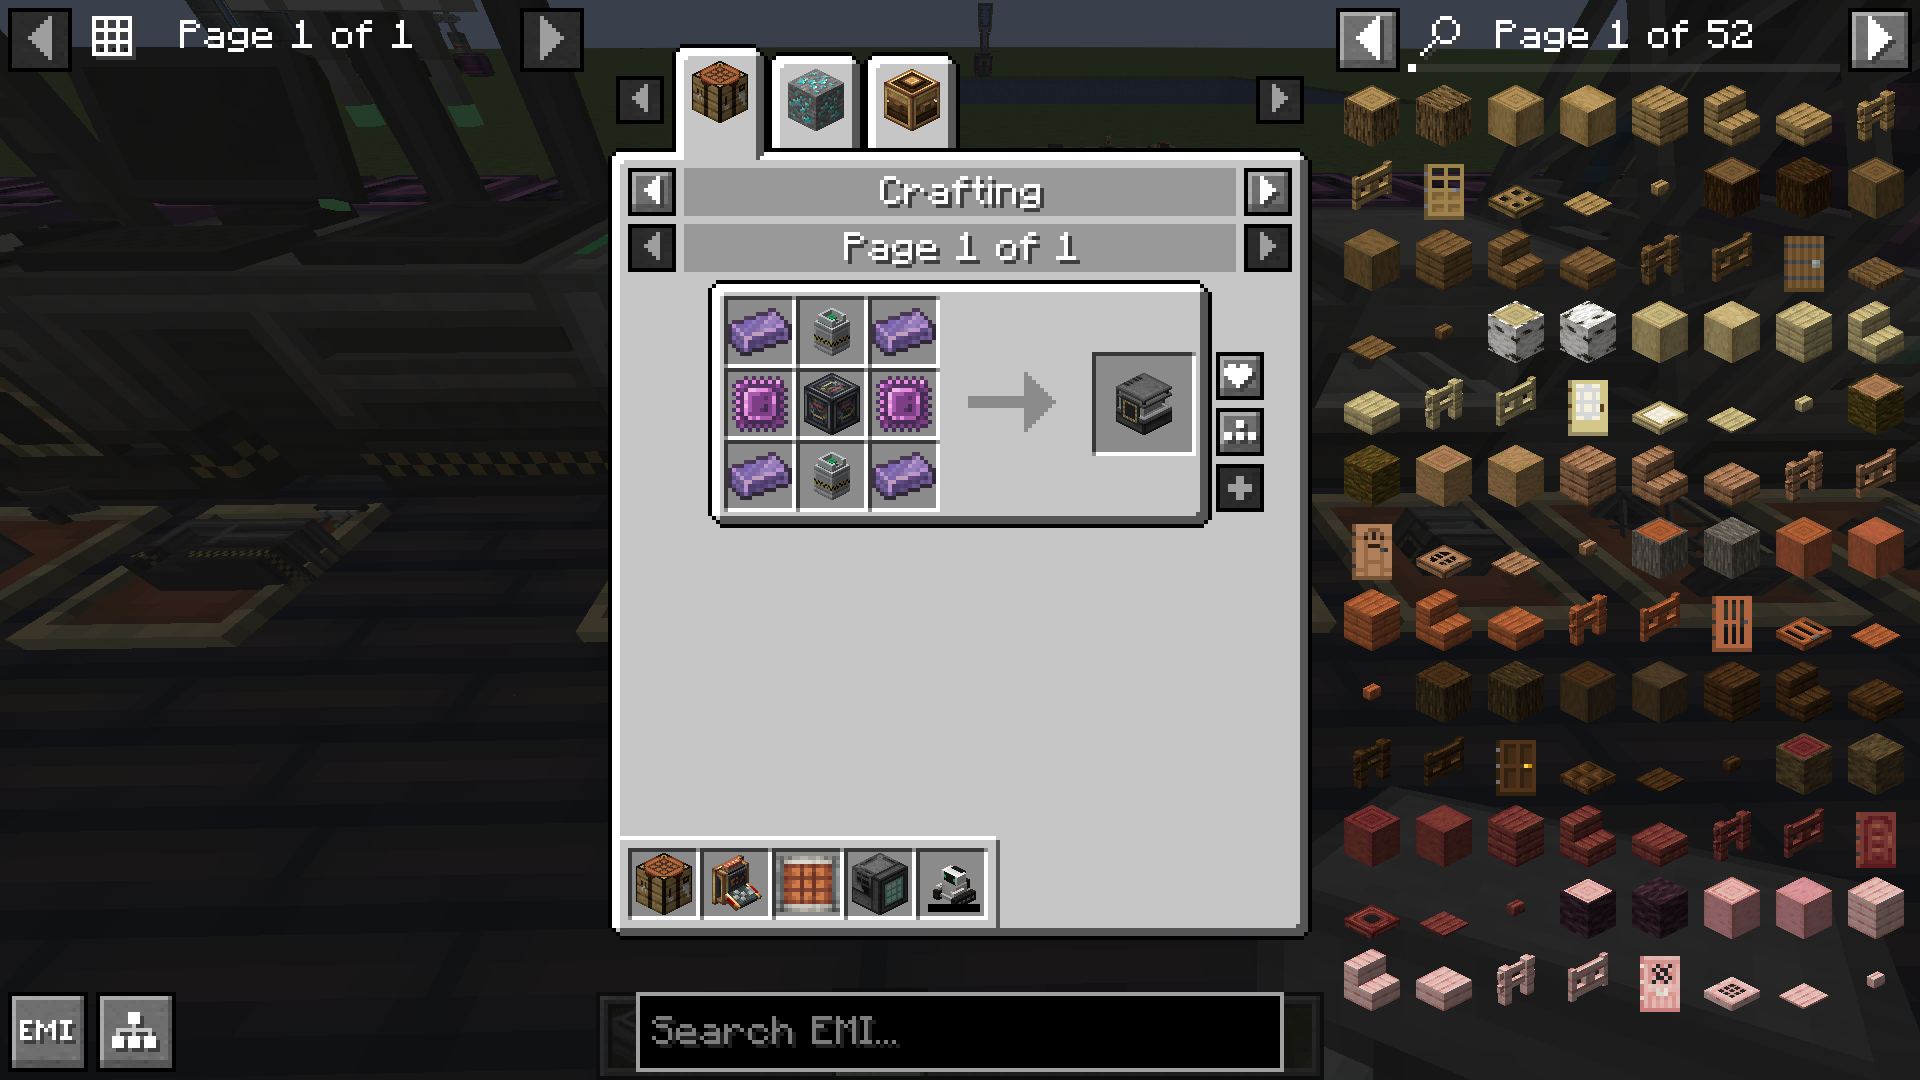 Page 1 of 1
Page 1 of 52
Crafting
Page 1 of 1
EMI
Search EMI...